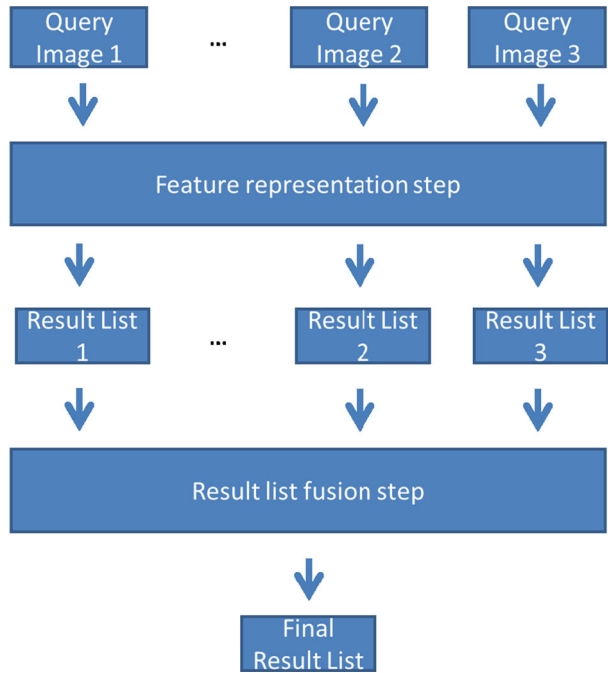 Query
Image 1
...
Query
Image 2
Query
Image 3
Feature representation step
Result List
1
...
Result List
2
Result List
3
Result list fusion step
Final
Result List